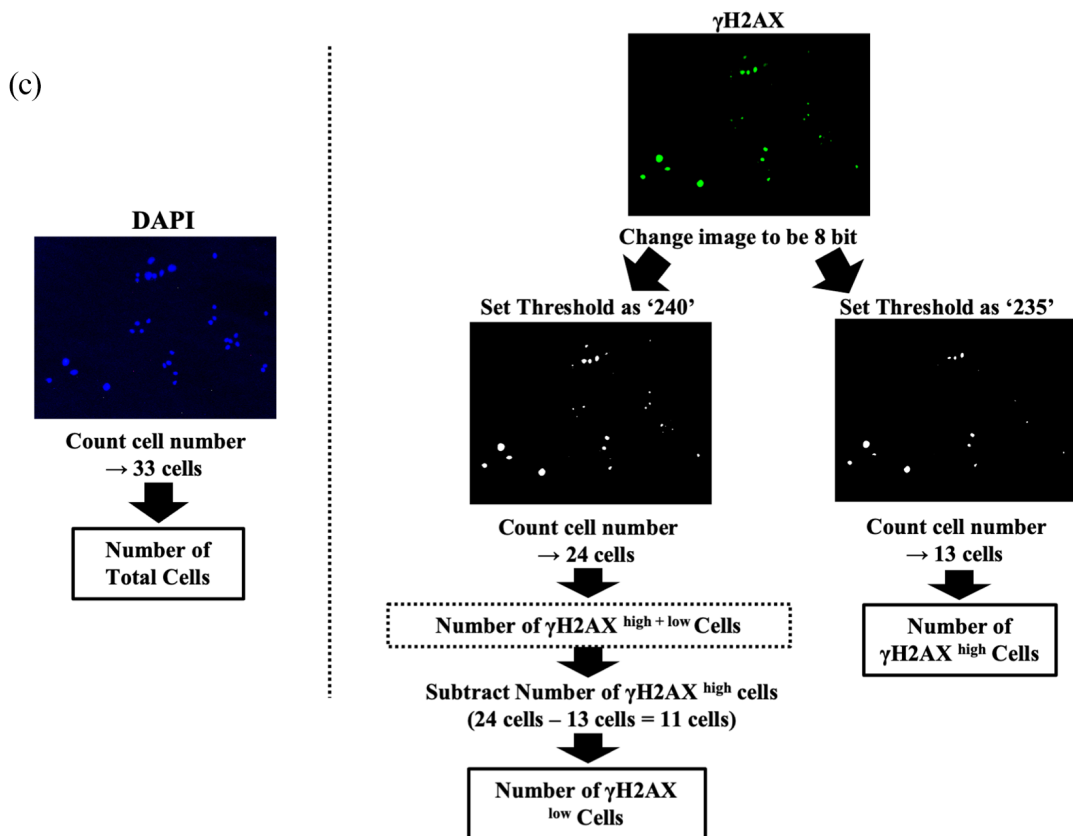 (c)
DAPI
Count cell number
→ 33 cells
Number of
Total Cells
γH2AX
Change image to be 8 bit
Set Threshold as ‘240’
Count cell number
→ 24 cells
Number of γH2AX high + low Cells
Subtract Number of γH2AX high cells
(24 cells – 13 cells = 11 cells)
Number of γH2AX
low Cells
Set Threshold as ‘235’
Count cell number
→ 13 cells
Number of
γH2AX high Cells